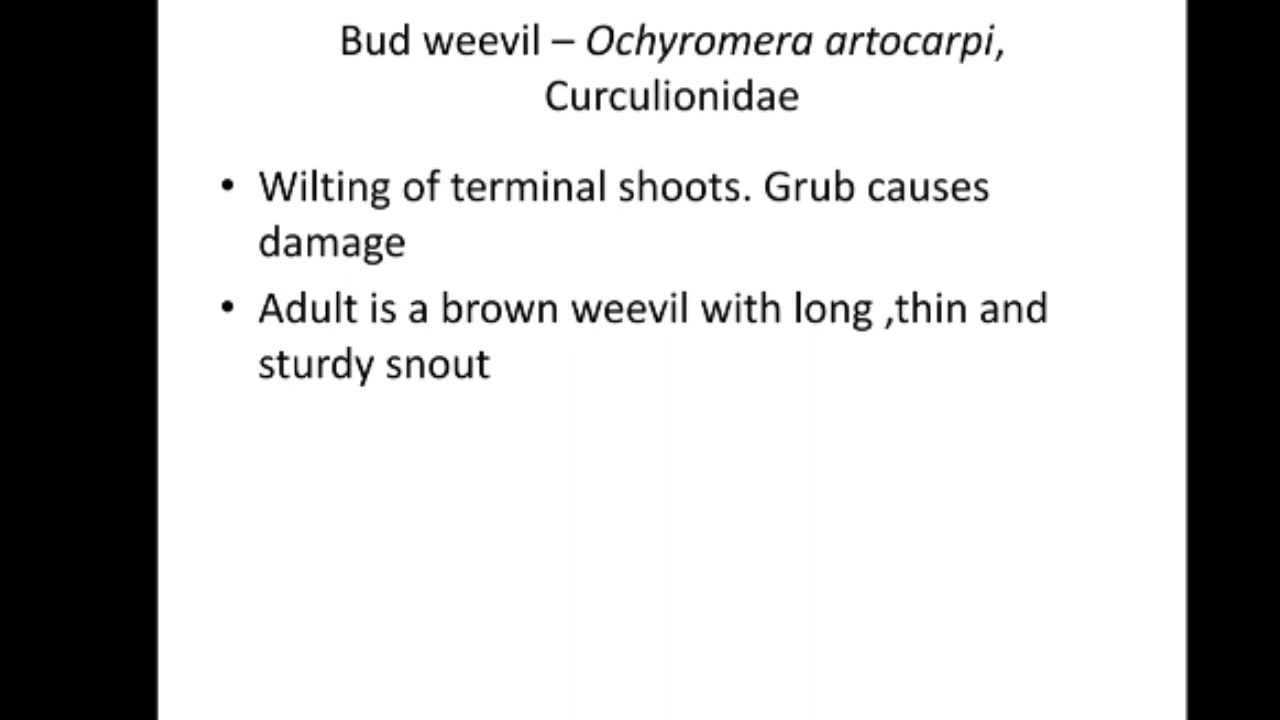 Bud weevil – Ochyromera artocarpi,
Curculionidae
• Wilting of terminal shoots. Grub causes
damage
• Adult is a brown weevil with long ,thin and
sturdy snout